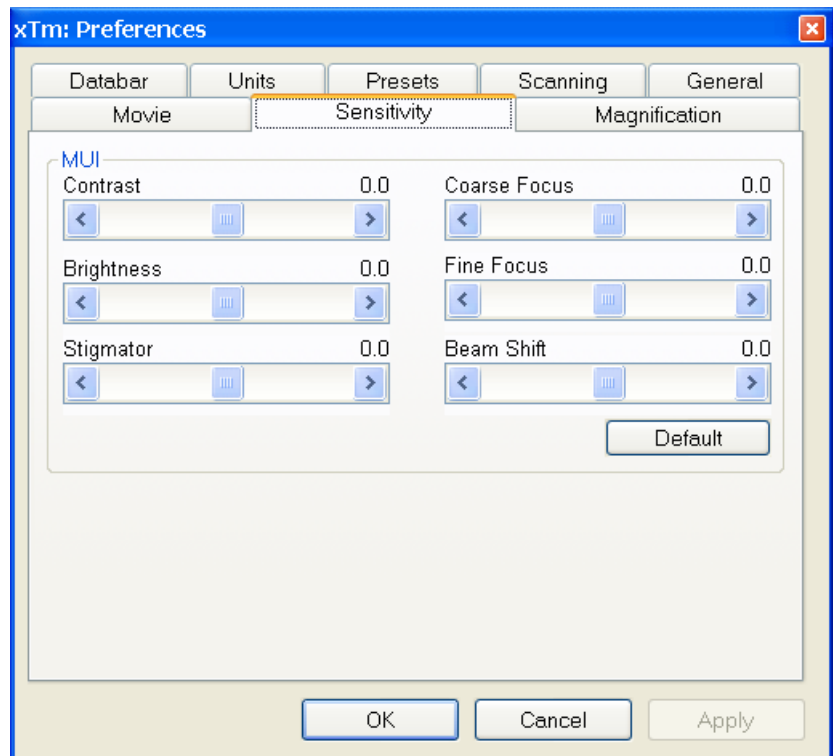 xTm: Preferences
Databar Units Presets Scanning General
Movie Sensitivity Magnification
MUI
Contrast 0.0 Coarse Focus 0.0
Brightness 0.0 Fine Focus 0.0
Stigmator 0.0 Beam Shift 0.0
Default
OK Cancel Apply